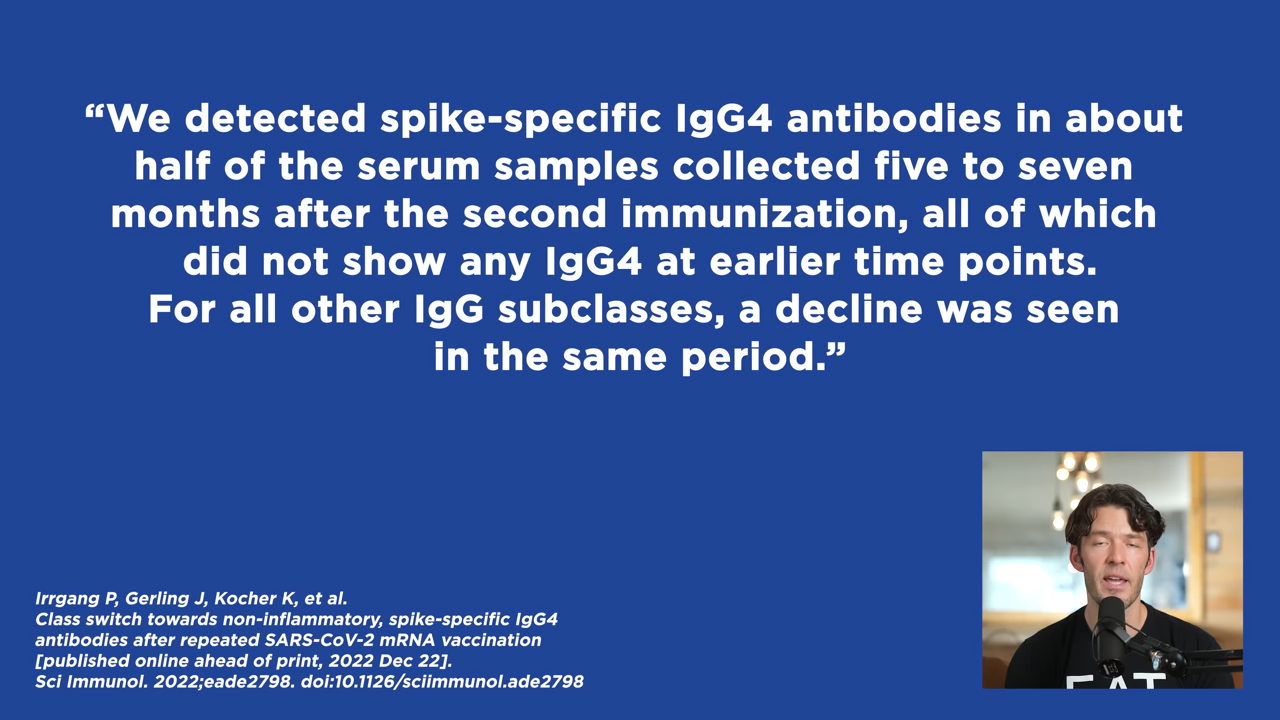 “We detected spike-specific IgG4 antibodies in about
half of the serum samples collected five to seven
months after the second immunization, all of which
did not show any IgG4 at earlier time points.
For all other IgG subclasses, a decline was seen
in the same period.”
Irrgang P, Gerling J, Kocher K, et al.
Class switch towards non-inflammatory, spike-specific IgG4
antibodies after repeated SARS-CoV-2 mRNA vaccination
[published online ahead of print, 2022 Dec 22].
Sci Immunol. 2022;eade2798. doi:10.1126/sciimmunol.ade2798
EAT